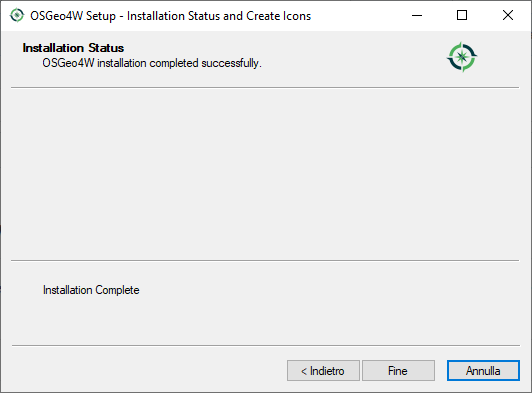 OSGeo4W Setup - Installation Status and Create Icons
Installation Status
OSGeo4W installation completed successfully.
Installation Complete
< Indietro
Fine
Annulla